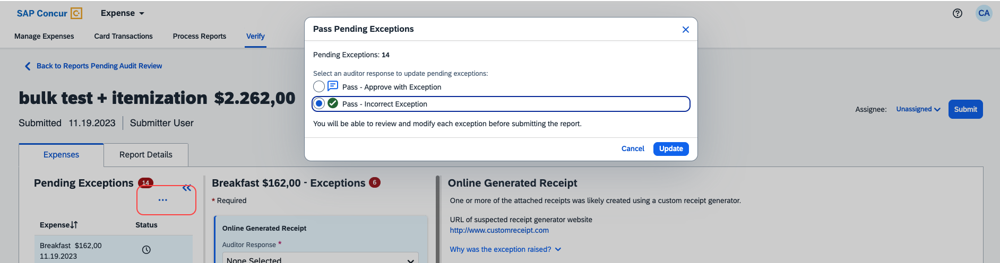 SAP Concur C. Expense
CA
Manage Expenses Card Transactions Process Reports Verify
Pass Pending Exceptions
Pending Exceptions: 14
Select an auditor response to update pending exceptions:
Pass - Approve with Exception
Pass - Incorrect Exception
You will be able to review and modify each exception before submitting the report.
Cancel Update
Back to Reports Pending Audit Review
bulk test + itemization $2.262,00
Submitted 11.19.2023 Submitter User
Assignee: Unassigned Submit
Expenses Report Details
Pending Exceptions 14
...
Expense Status
Breakfast $162,00
11.19.2023
Breakfast $162,00 - Exceptions 6
* Required
Online Generated Receipt
Auditor Response *
None Selected
Online Generated Receipt
One or more of the attached receipts was likely created using a custom receipt generator.
URL of suspected receipt generator website
http://www.customreceipt.com
Why was the exception raised?